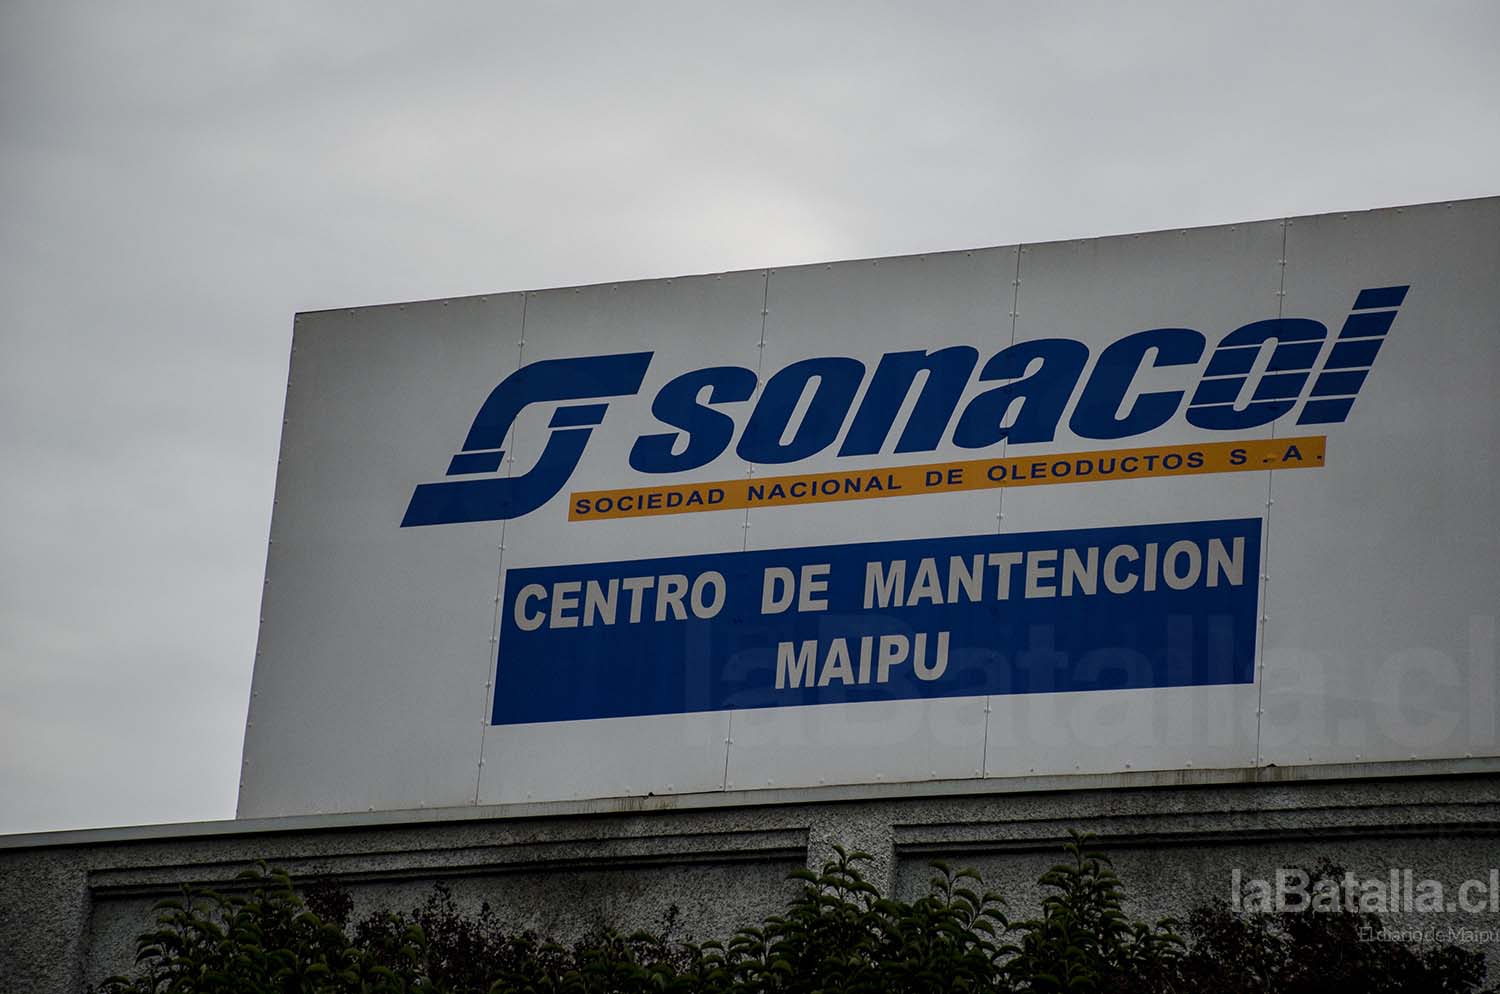 sonacol
SOCIEDAD NACIONAL DE OLEODUCTOS S.A.
CENTRO DE MANTENCION
MAIPU
laBatalla.cl
laBatalla.cl
El diario de Maipú